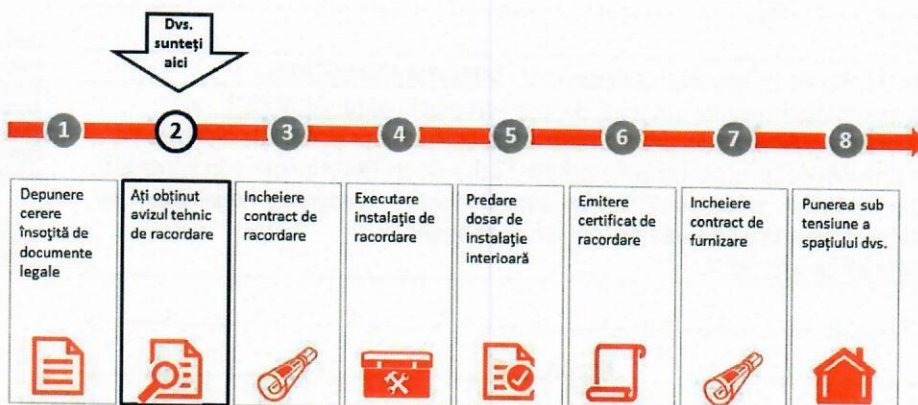 Dvs.
sunteți
aici
1
2
3
4
5
6
7
8
Depunere
cerere
însoțită de
documente
legale
Ați obținut
avizul tehnic
de racordare
Incheiere
contract de
racordare
Executare
instalație de
racordare
Predare
dosar de
instalație
interioară
Emitere
certificat de
racordare
Incheiere
contract de
furnizare
Punerea sub
tensiune a
spațiului dvs.